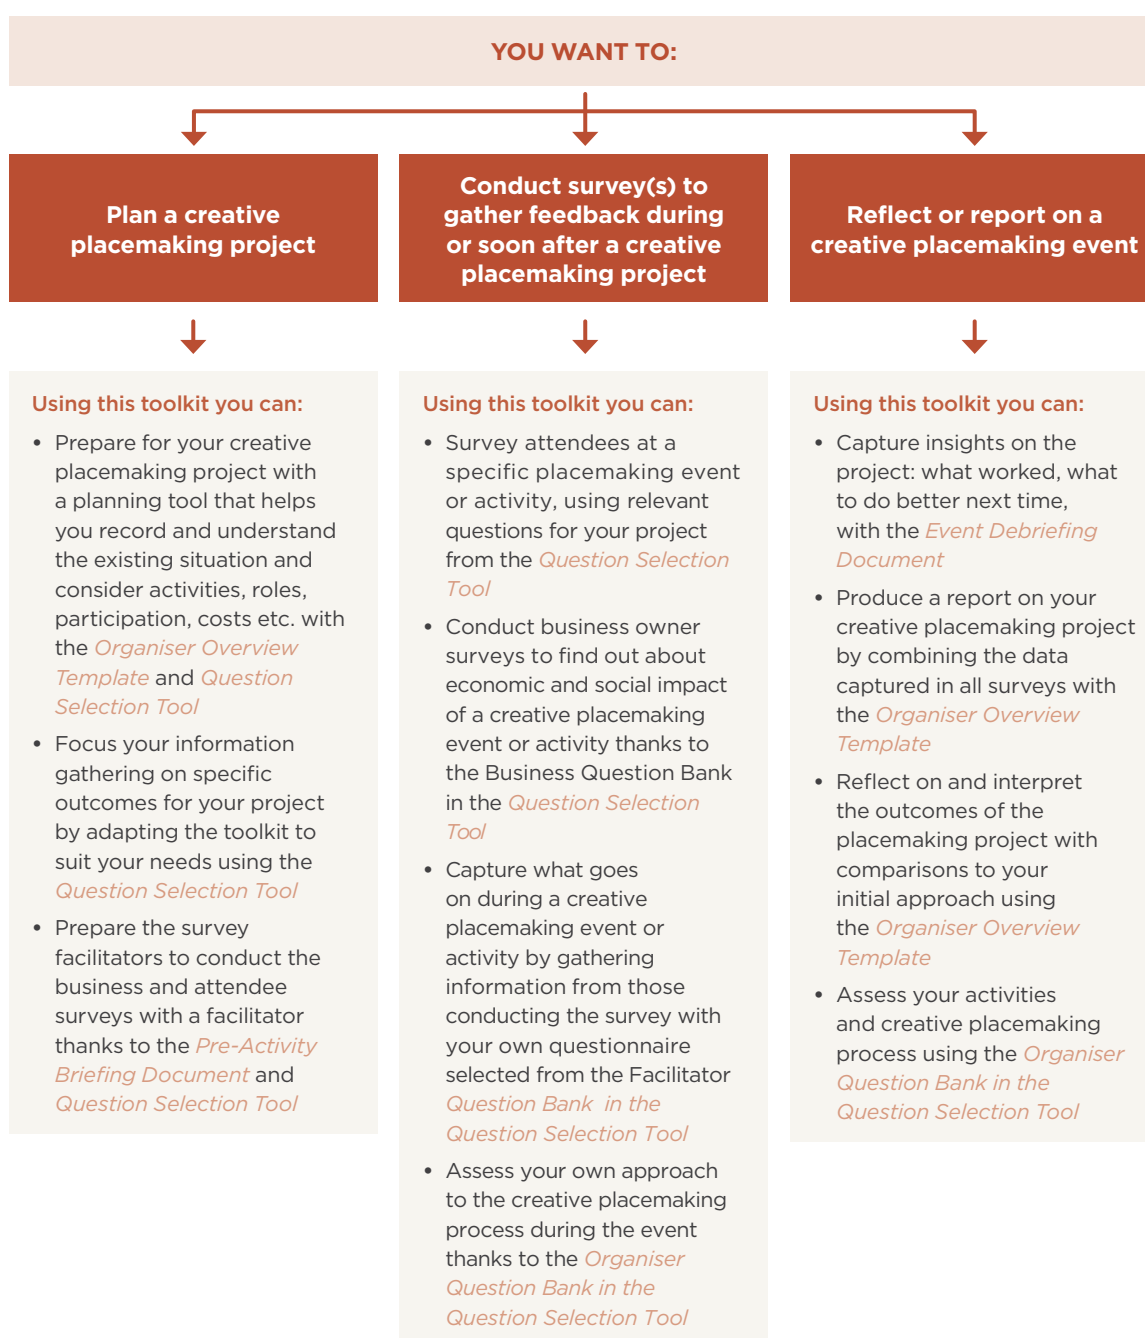 YOU WANT TO:
Plan a creative
placemaking project
Using this toolkit you can:
• Prepare for your creative
placemaking project with
a planning tool that helps
you record and understand
the existing situation and
consider activities, roles,
participation, costs etc. with
the Organiser Overview
Template and Question
Selection Tool
• Focus your information
gathering on specific
outcomes for your project
by adapting the toolkit to
suit your needs using the
Question Selection Tool
• Prepare the survey
facilitators to conduct the
business and attendee
surveys with a facilitator
thanks to the Pre-Activity
Briefing Document and
Question Selection Tool
Conduct survey(s) to
gather feedback during
or soon after a creative
placemaking project
Using this toolkit you can:
• Survey attendees at a
specific placemaking event
or activity, using relevant
questions for your project
from the Question Selection
Tool
• Conduct business owner
surveys to find out about
economic and social impact
of a creative placemaking
event or activity thanks to
the Business Question Bank
in the Question Selection
Tool
• Capture what goes
on during a creative
placemaking event or
activity by gathering
information from those
conducting the survey with
your own questionnaire
selected from the Facilitator
Question Bank in the
Question Selection Tool
• Assess your own approach
to the creative placemaking
process during the event
thanks to the Organiser
Question Bank in the
Question Selection Tool
Reflect or report on a
creative placemaking event
Using this toolkit you can:
• Capture insights on the
project: what worked, what
to do better next time,
with the Event Debriefing
Document
• Produce a report on your
creative placemaking project
by combining the data
captured in all surveys with
the Organiser Overview
Template
• Reflect on and interpret
the outcomes of the
placemaking project with
comparisons to your
initial approach using
the Organiser Overview
Template
• Assess your activities
and creative placemaking
process using the Organiser
Question Bank in the
Question Selection Tool